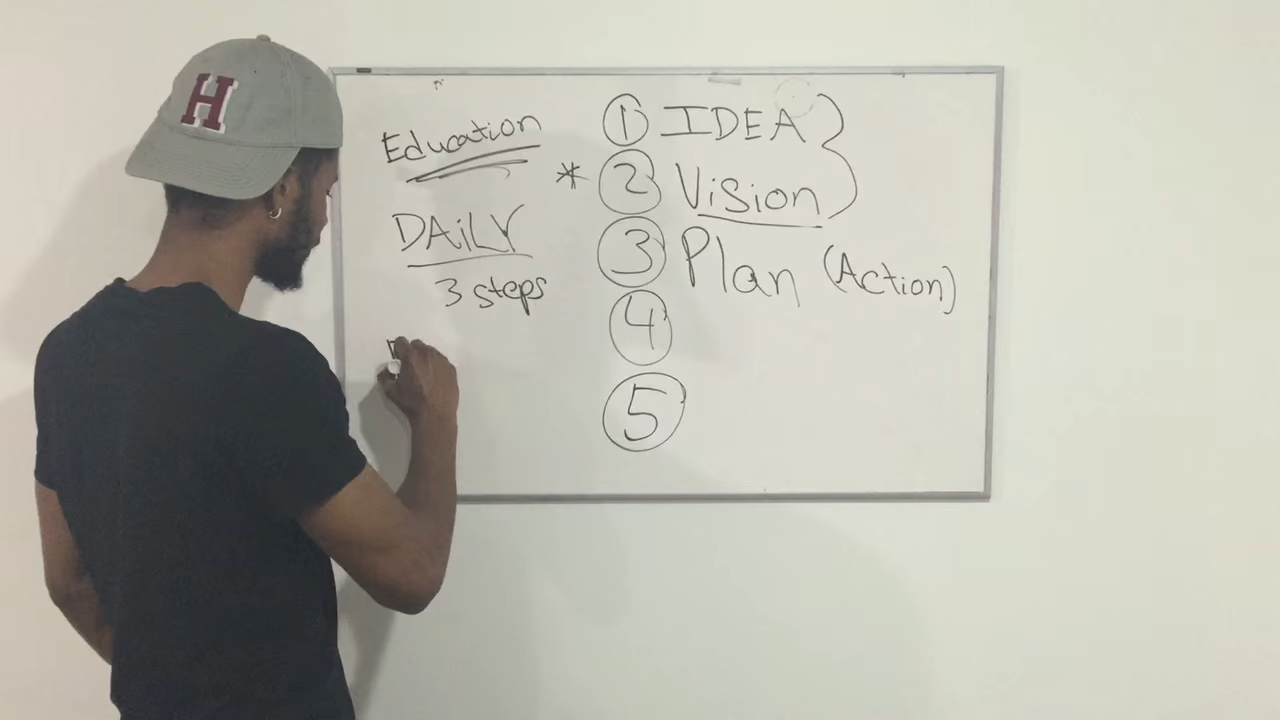 H
Education
DAiLY
3 steps
1 IDEA
* 2 Vision
3 Plan (Action)
4
5